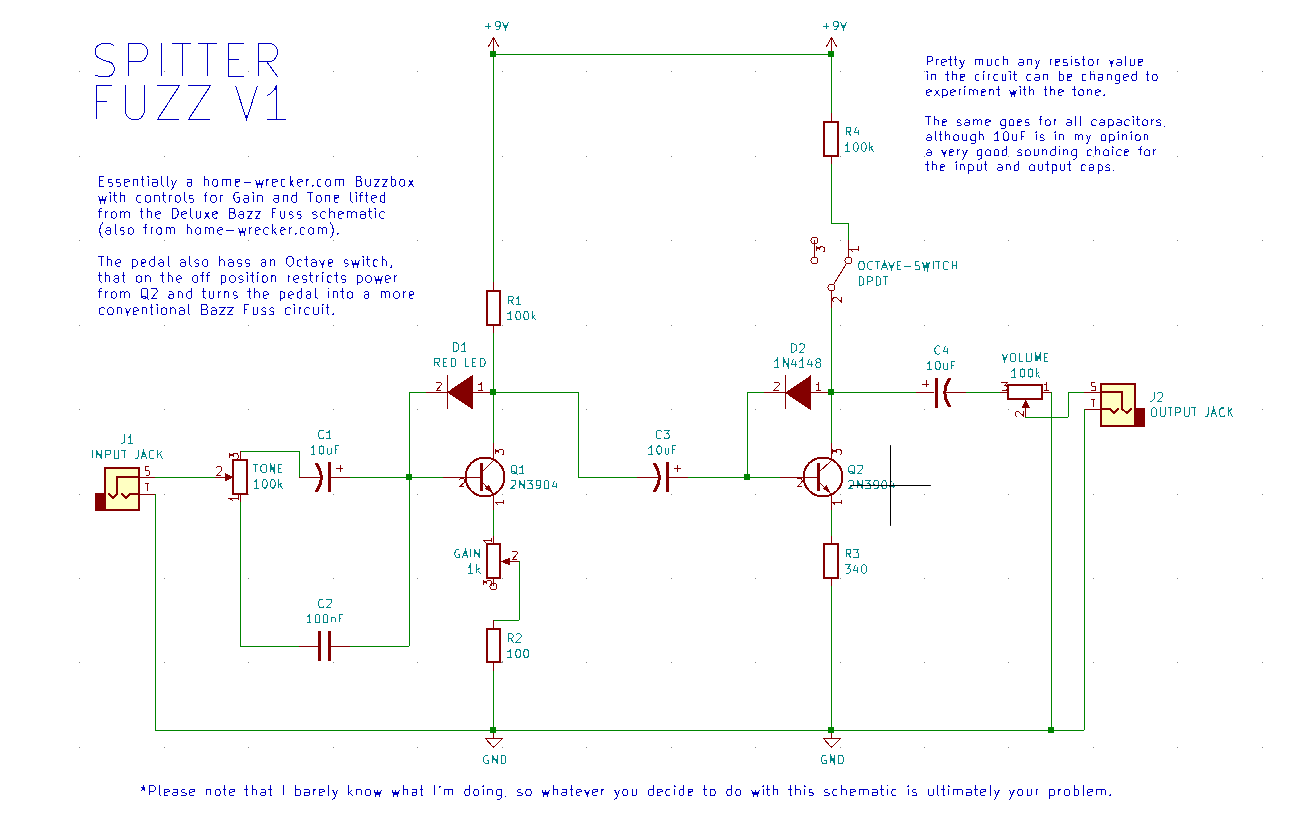 SPITTER
FUZZ V1
Essentially a home-wrecker.com Buzzbox
with controls for Gain and Tone lifted
from the Deluxe Bazz Fuss schematic
(also from home-wrecker.com).
The pedal also hass an Octave switch,
that on the off position restricts power
from Q2 and turns the pedal into a more
conventional Bazz Fuss circuit.
+9V
+9V
Pretty much any resistor value
in the circuit can be changed to
experiment with the tone.
The same goes for all capacitors,
although 10uF is in my opinion
a very good sounding choice for
the input and output caps.
R4
100k
3
1
OCTAVE-SWITCH
DPDT
2
R1
100k
D1
RED LED
2
1
D2
1N4148
2
1
C4
10uF
+
VOLUME
100k
3
1
2
S
T
J2
OUTPUT JACK
J1
INPUT JACK
S
T
2
3
1
TONE
100k
C1
10uF
+
2
3
1
Q1
2N3904
C3
10uF
+
2
3
1
Q2
2N3904
GAIN
1k
1
2
3
R3
340
C2
100nF
R2
100
GND
GND
*Please note that I barely know what I'm doing, so whatever you decide to do with this schematic is ultimately your problem.